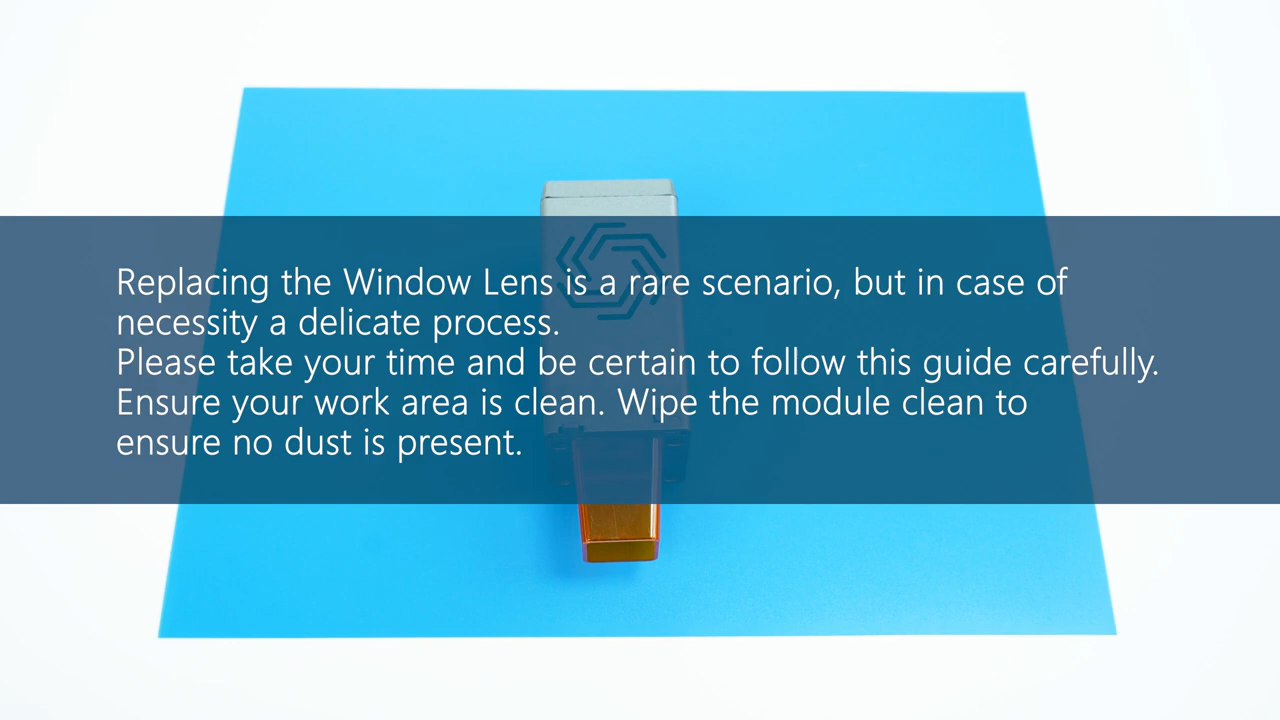 Replacing the Window Lens is a rare scenario, but in case of
necessity a delicate process.
Please take your time and be certain to follow this guide carefully.
Ensure your work area is clean. Wipe the module clean to
ensure no dust is present.